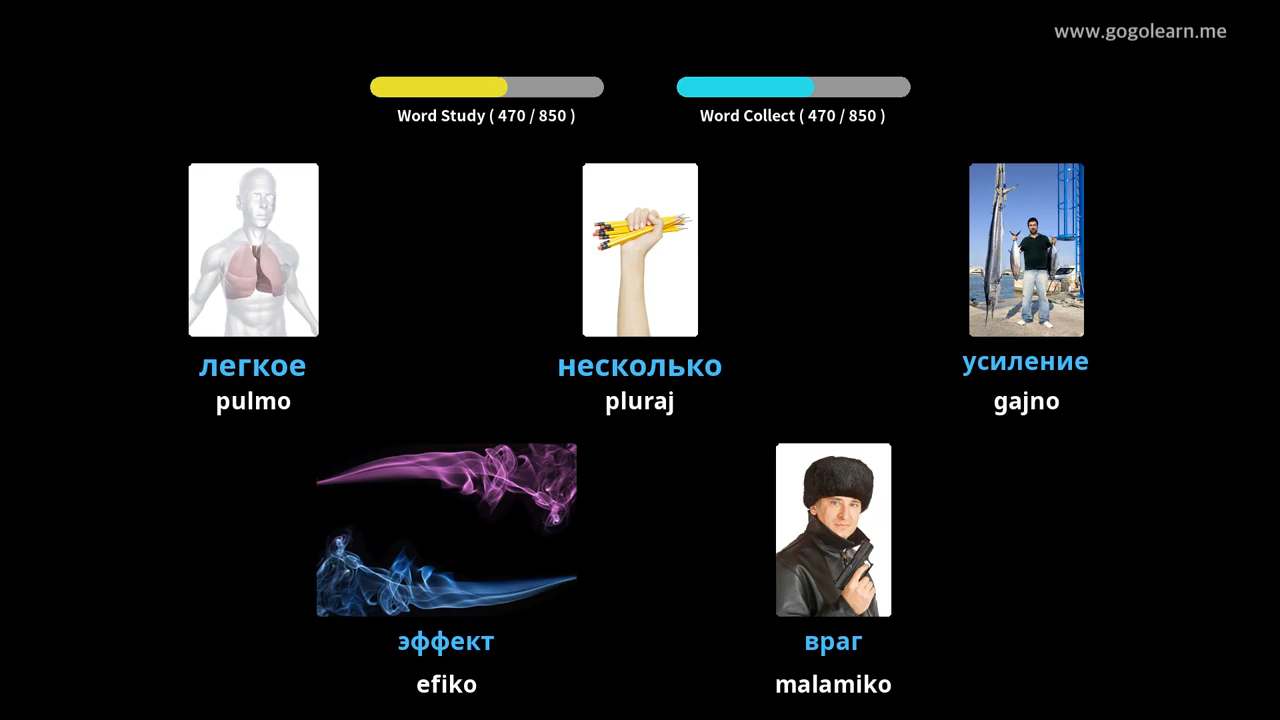 www.gogolearn.me
Word Study ( 470 / 850 )
Word Collect ( 470 / 850 )
легкое
несколько
усиление
pulmo
pluraj
gajno
эффект
враг
efiko
malamiko